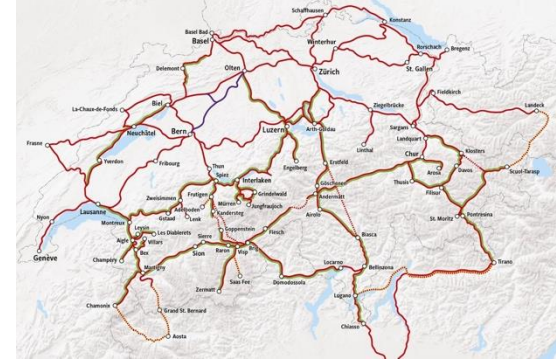 Schaffhausen
Konstanz
Basel Bad
Basel
Winterhur
Rorschach
Bregenz
Delemont
Olten
Zürich
St. Gallen
Feldkirch
Landeck
La-Chaux-de-Fonds
Biel
Ziegelbrücke
Neuchâtel
Bern
Luzern
Arth-Goldau
Sargans
Landquart
Frasne
Linthal
Klosters
Yverdon
Fribourg
Thun
Engelberg
Erstfeld
Chur
Arosa
Davos
Scuol-Tarasp
Spiez
Interlaken
Thusis
Filisur
Grindelwald
Göschenen
Zweisimmen
Frutigen
Mürren
Jungfraujoch
Andermatt
Lausanne
Adelboden
Kandersteg
St. Moritz
Pontresina
Nyon
Montreux
Gstaad
Lenk
Airolo
Leysin
Les Diablerets
Goppenstein
Fiesch
Biasca
Aigle
Villars
Sierre
Genève
Bex
Sion
Raron
Visp
Brig
Locarno
Bellinzona
Tirano
Champéry
Martigny
Saas Fee
Domodossola
Zermatt
Lugano
Chamonix
Grand St. Bernard
Chiasso
Aosta